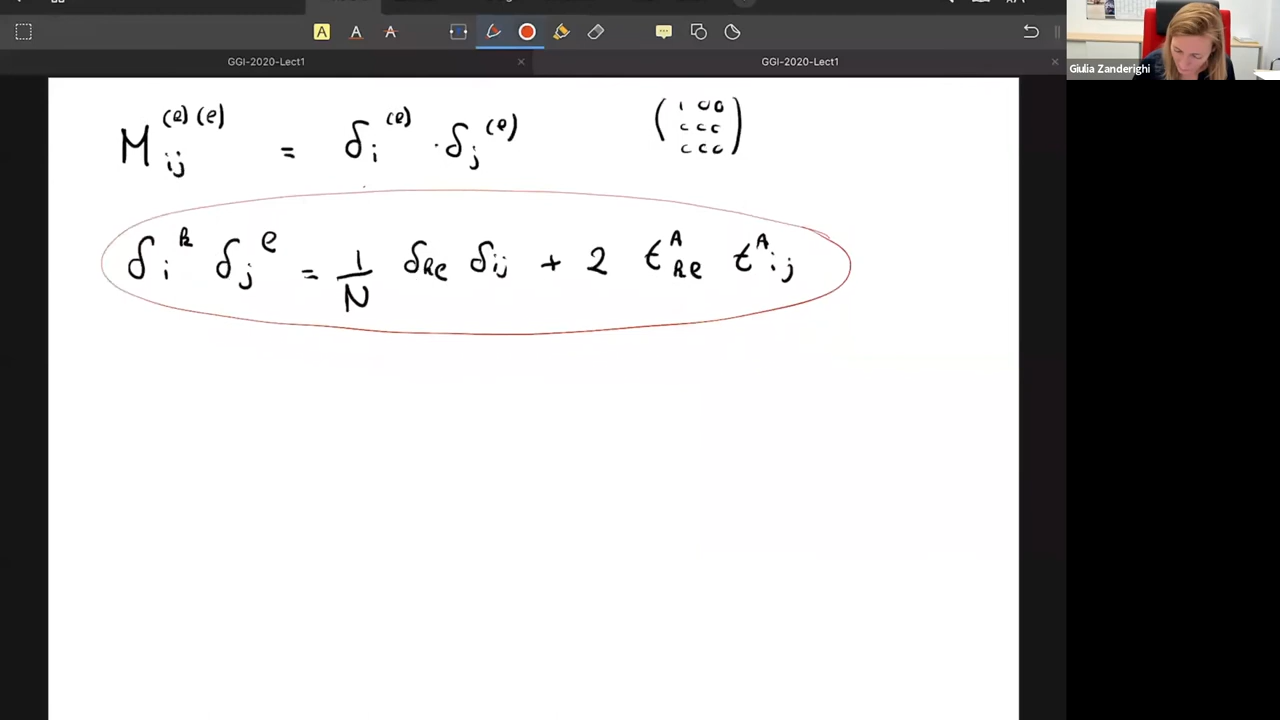 GGI-2020-Lect1
GGI-2020-Lect1
Giulia Zanderighi
M_{ij}^{(e)(e)} = δ_i^{(e)} · δ_j^{(e)}
δ_i^k δ_j^e = 1/N δ_{ke} δ_{ij} + 2 t^A_{ke} t^A_{ij}